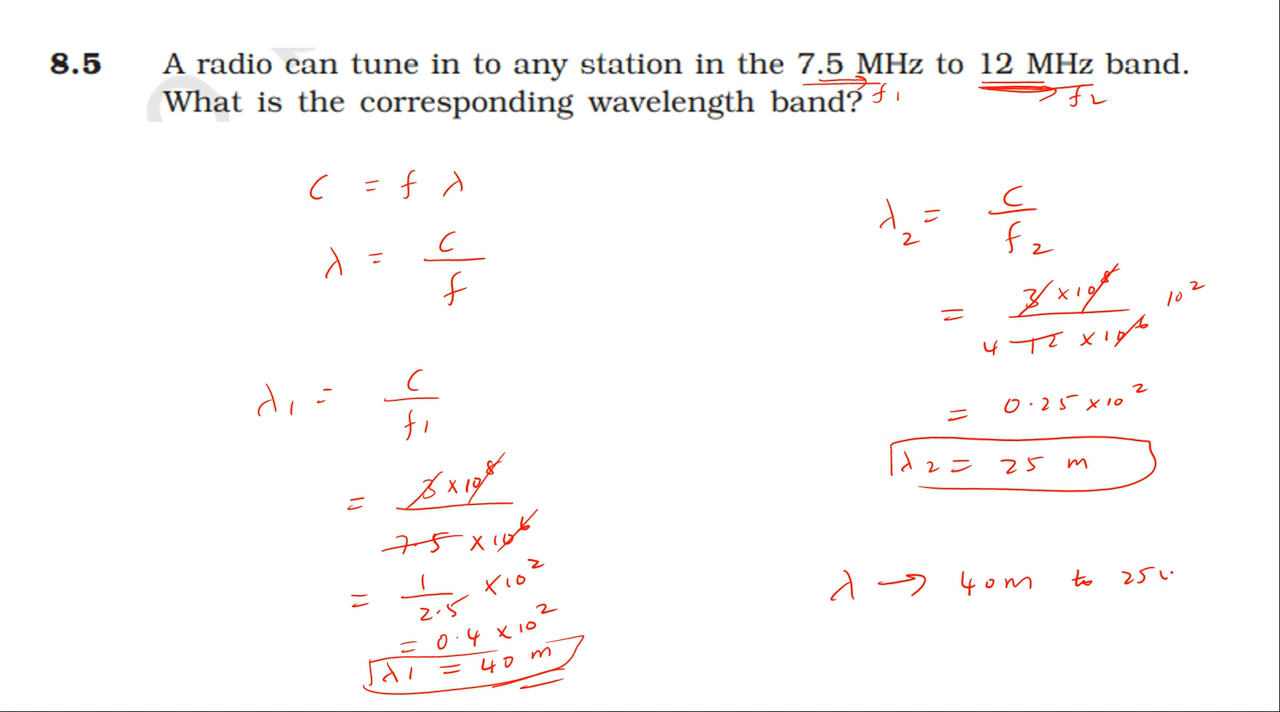 8.5 A radio can tune in to any station in the 7.5 MHz to 12 MHz band.
What is the corresponding wavelength band?
f1
f2
C = f λ
λ = C / f
λ1 = C / f1
= 3 × 10^8 / 7.5 × 10^6
= 1 / 2.5 × 10^2
= 0.4 × 10^2
λ1 = 40 m
λ2 = C / f2
= 3 × 10^8 / 4 12 × 10^6 10^2
= 0.25 × 10^2
λ2 = 25 m
λ → 40m to 25